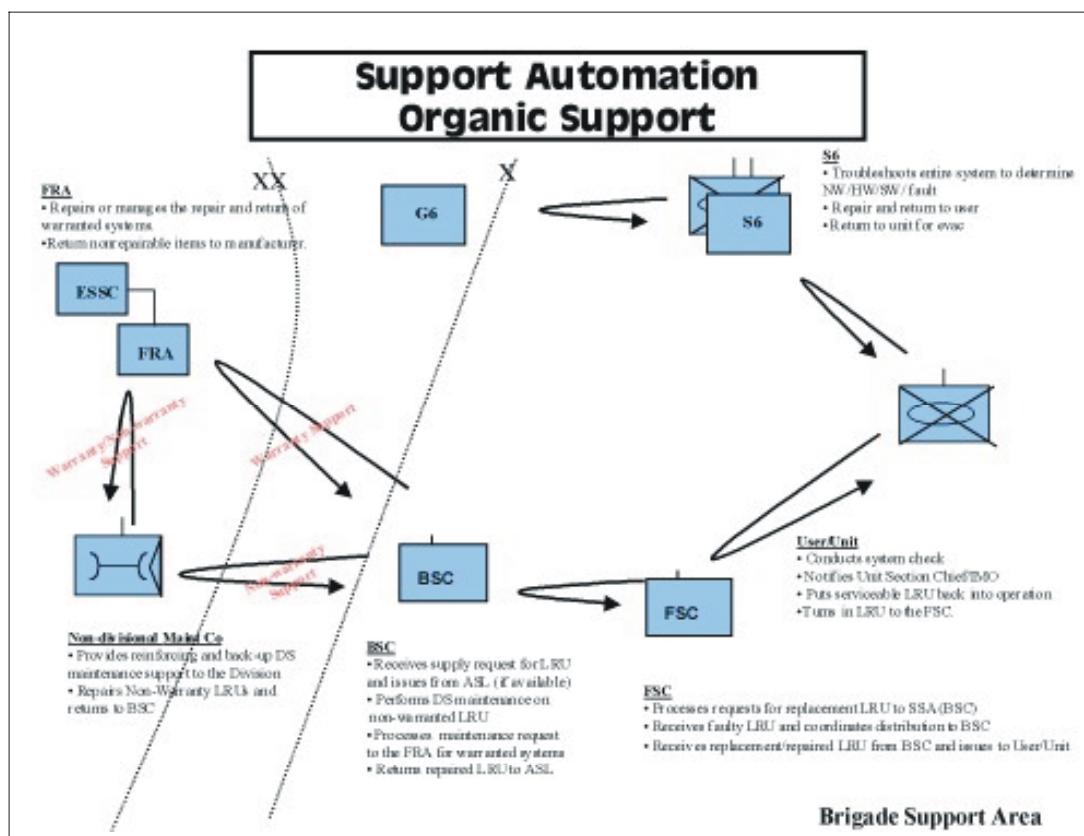 Support Automation
Organic Support
XX
X
FRA
• Repairs or manages the repair and return of
warranted systems.
•Return nonrepairable items to manufacturer.
G6
S6
S6
• Troubleshoots entire system to determine
NW/HW/SW/ fault
• Repair and return to user
• Return to unit for evac
ESSC
FRA
Warranty/Non-warranty
Support
Warranty Support
Non-warranty
Support
BSC
FSC
User/Unit
• Conducts system check
•Notifies Unit Section Chief/IMO
• Puts serviceable LRU back into operation
•Turns in LRU to the FSC.
Non-divisional Maint Co
• Provides reinforcing and back-up DS
maintenance support to the Division
• Repairs Non-Warranty LRUs and
returns to BSC
BSC
• Receives supply request for LRU
and issues from ASL (if available)
• Performs DS maintenance on
non-warranted LRU
• Processes maintenance request
to the FRA for warranted systems
• Returns repaired LRU to ASL
FSC
• Processes requests for replacement LRU to SSA (BSC)
• Receives faulty LRU and coordinates distribution to BSC
• Receives replacement/repaired LRU from BSC and issues to User/Unit
Brigade Support Area